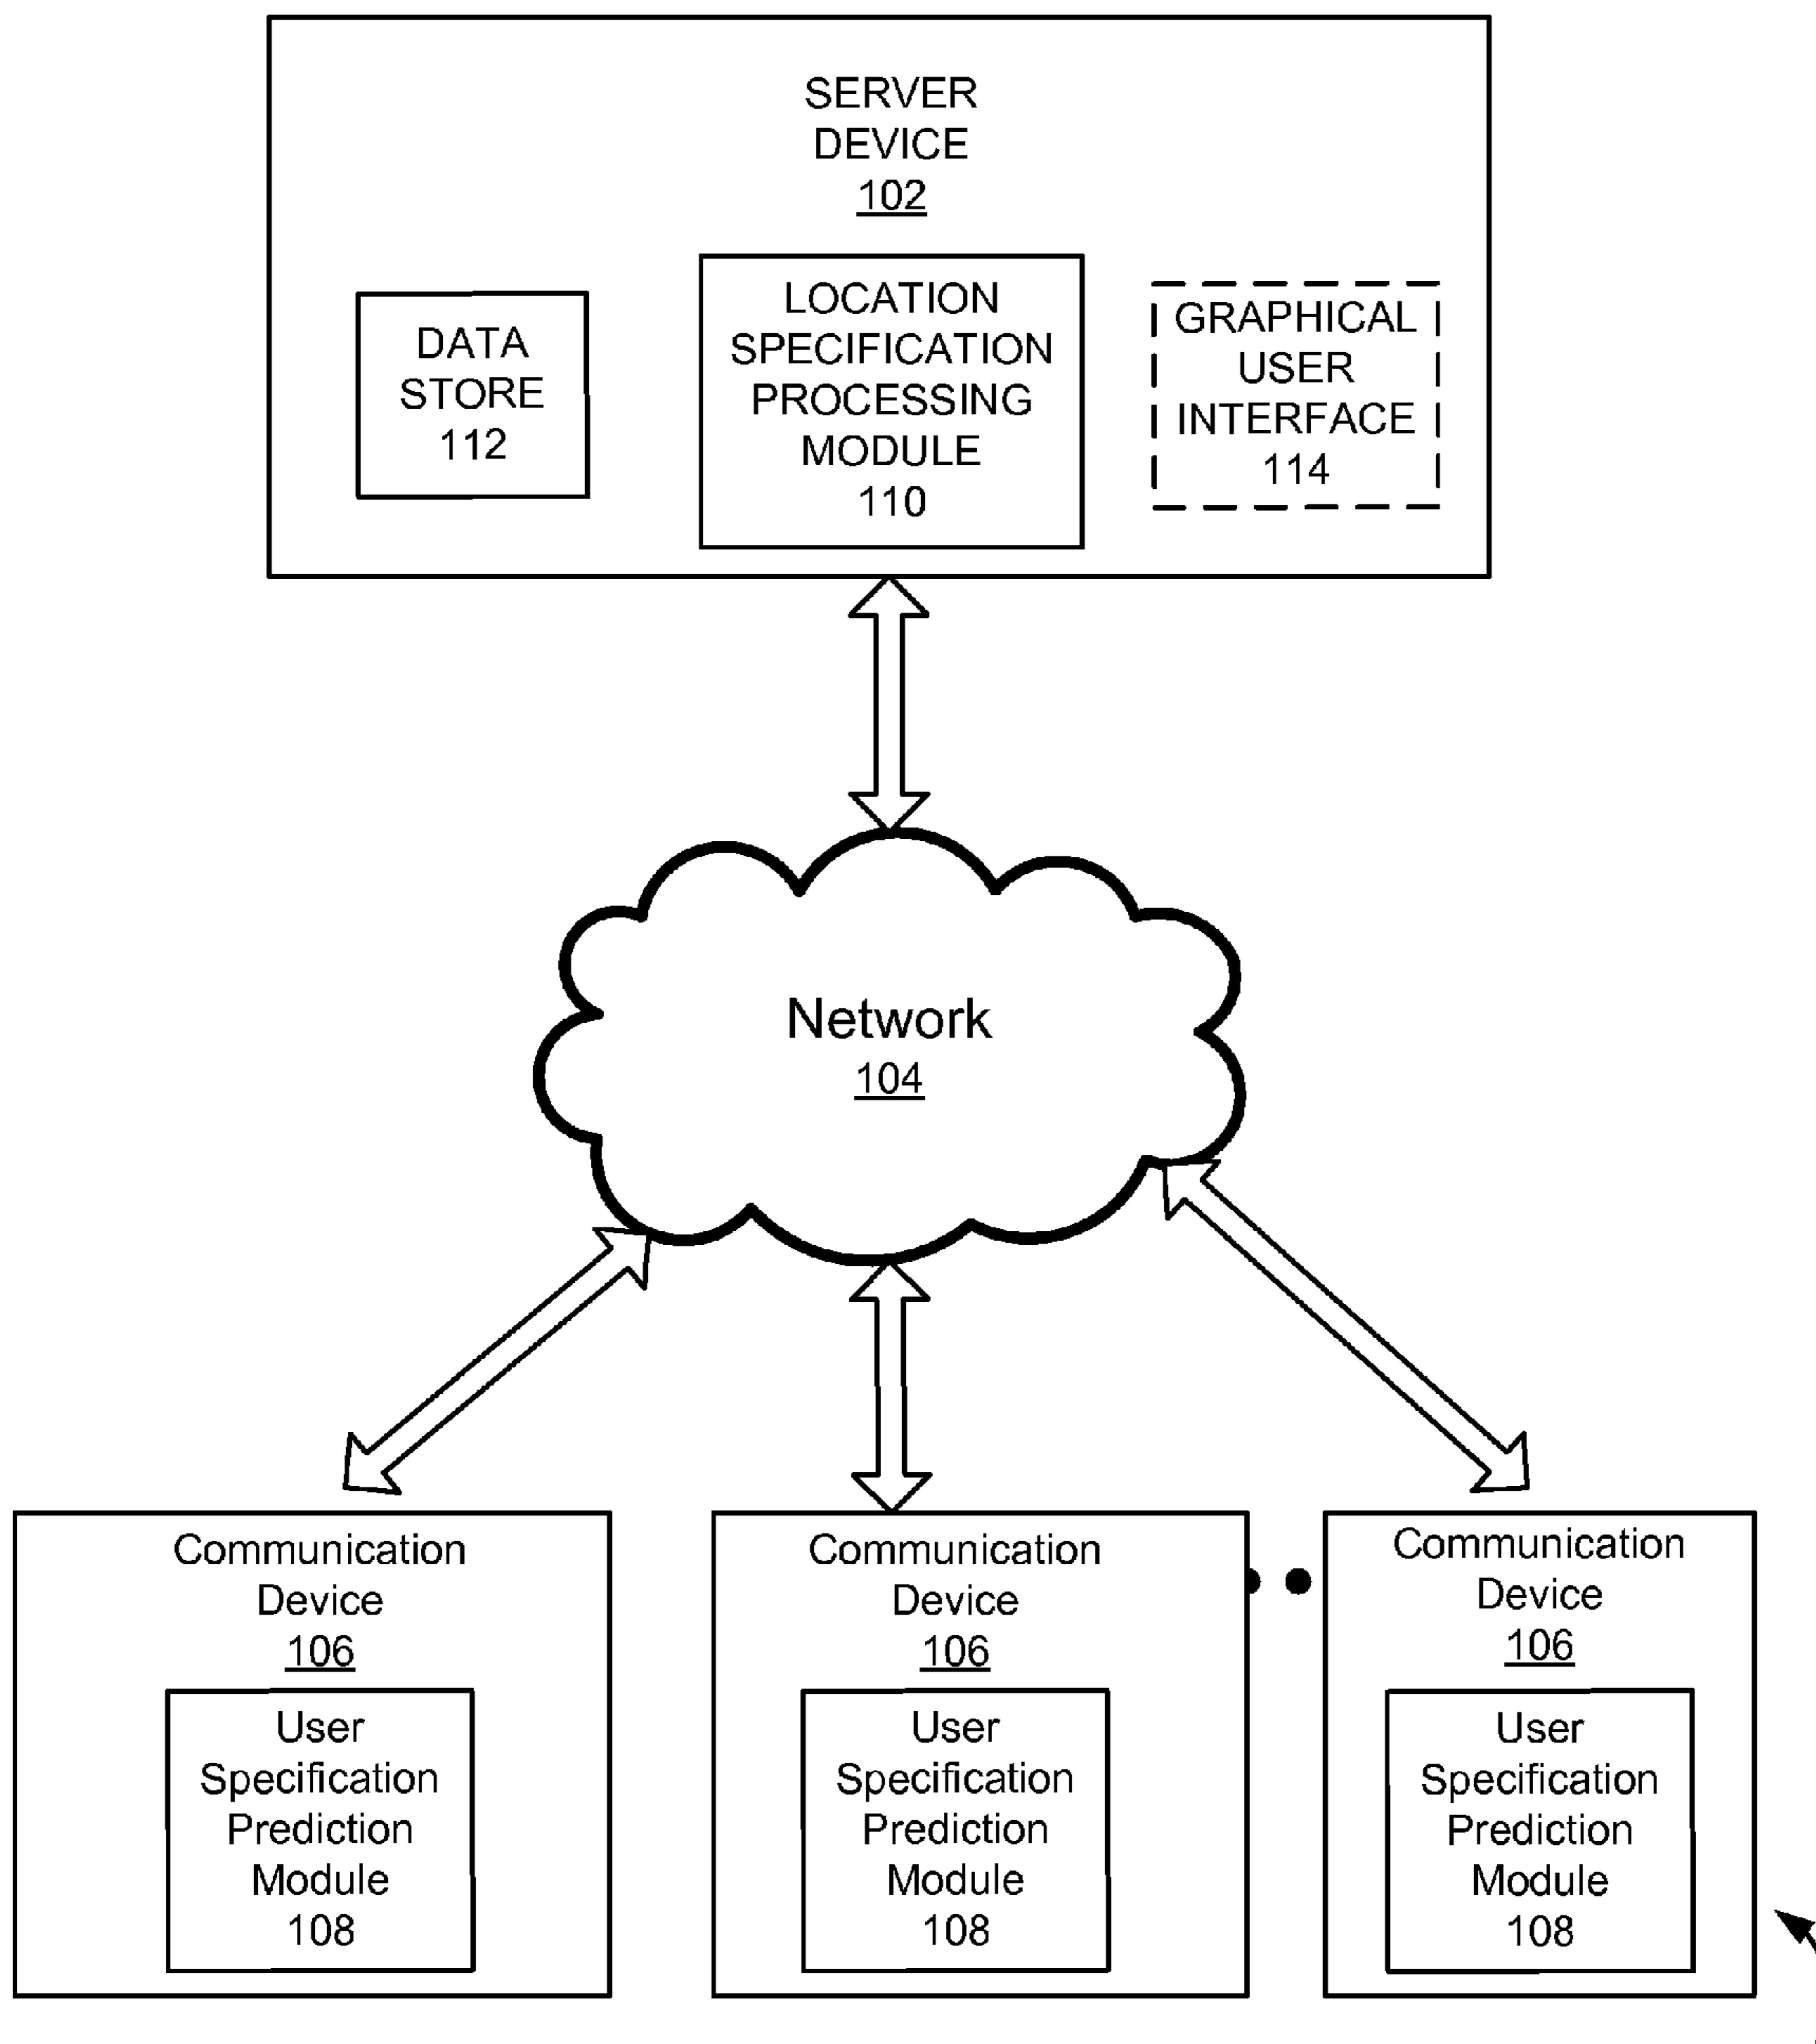 SERVER
DEVICE
102
DATA
STORE
112
LOCATION
SPECIFICATION
PROCESSING
MODULE
110
GRAPHICAL
USER
INTERFACE
114
Network
104
Communication
Device
106
User
Specification
Prediction
Module
108
Communication
Device
106
User
Specification
Prediction
Module
108
Communication
Device
106
User
Specification
Prediction
Module
108